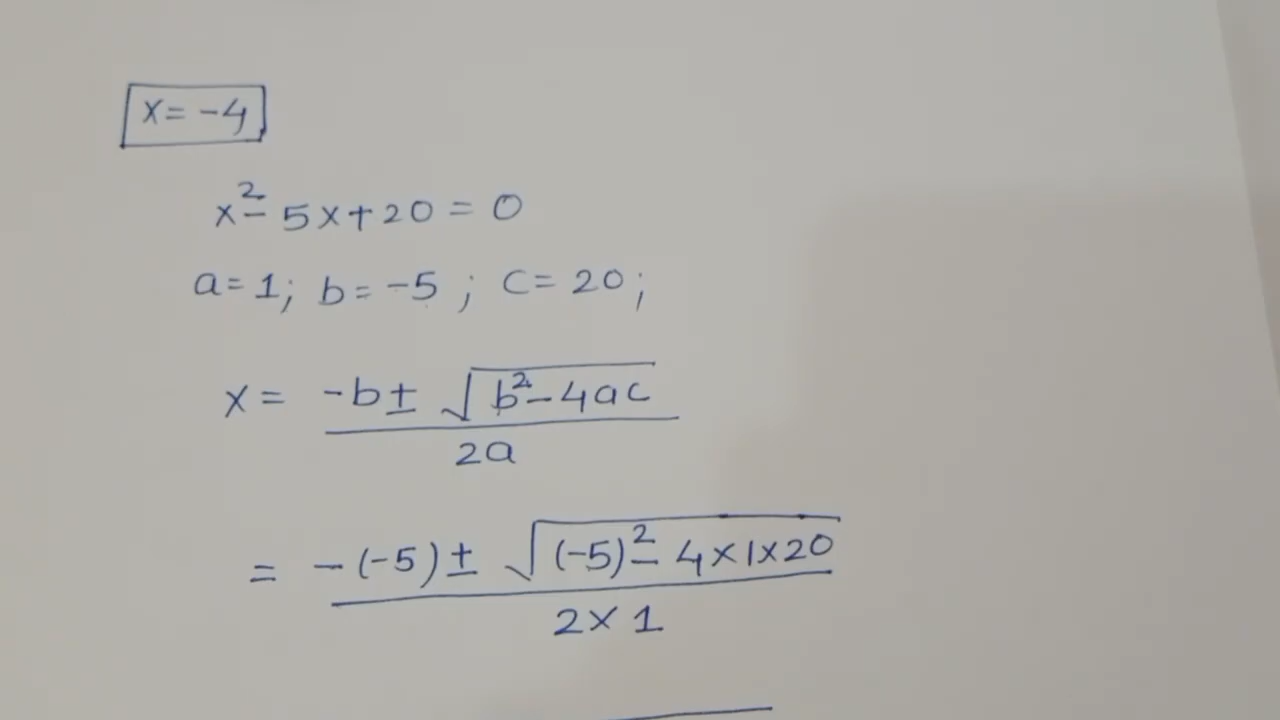 x = -4
x² - 5x + 20 = 0
a = 1; b = -5 ; c = 20;
x = (-b ± √(b² - 4ac)) / 2a
= (-(-5) ± √((-5)² - 4×1×20)) / 2×1